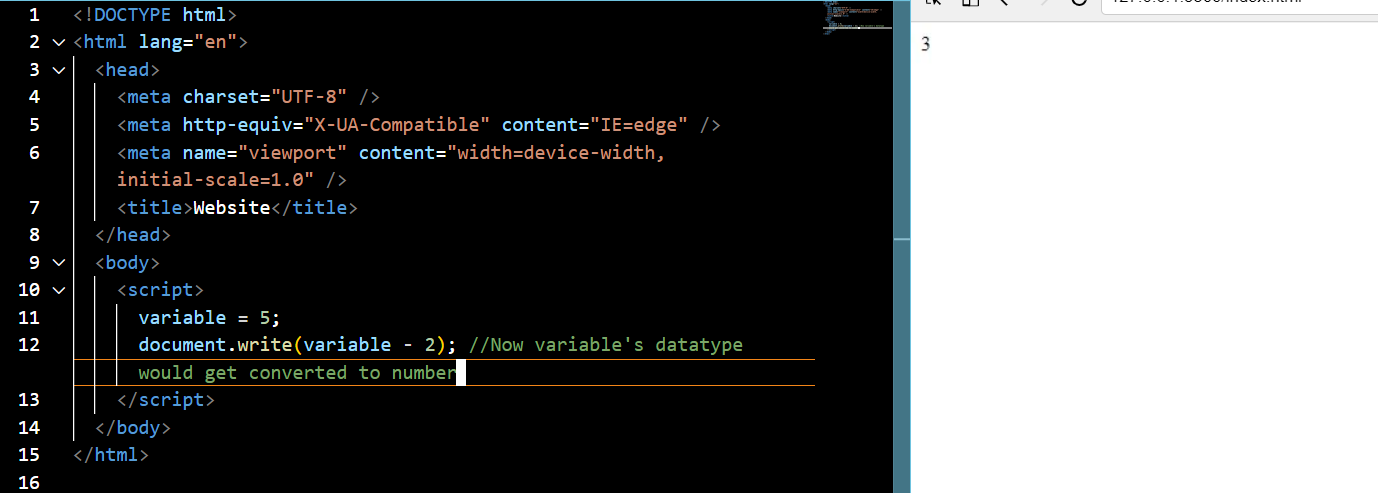 1 <!DOCTYPE html>
2 <html lang="en">
3 <head>
4 <meta charset="UTF-8" />
5 <meta http-equiv="X-UA-Compatible" content="IE=edge" />
6 <meta name="viewport" content="width=device-width,
initial-scale=1.0" />
7 <title>Website</title>
8 </head>
9 <body>
10 <script>
11 variable = 5;
12 document.write(variable - 2); //Now variable's datatype
would get converted to number
13 </script>
14 </body>
15 </html>
16
3